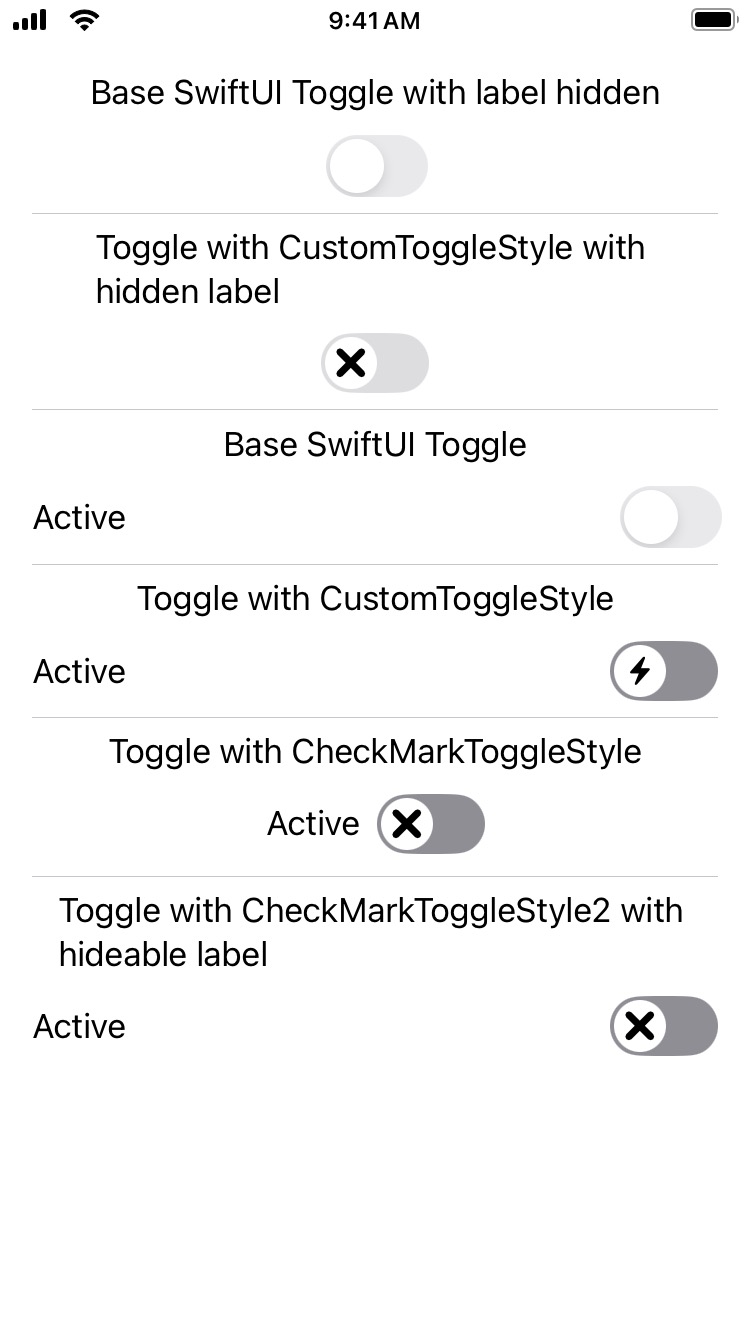 9:41 AM
Base SwiftUI Toggle with label hidden
Toggle with CustomToggleStyle with
hidden label
Base SwiftUI Toggle
Active
Toggle with CustomToggleStyle
Active
Toggle with CheckMarkToggleStyle
Active
Toggle with CheckMarkToggleStyle2 with
hideable label
Active